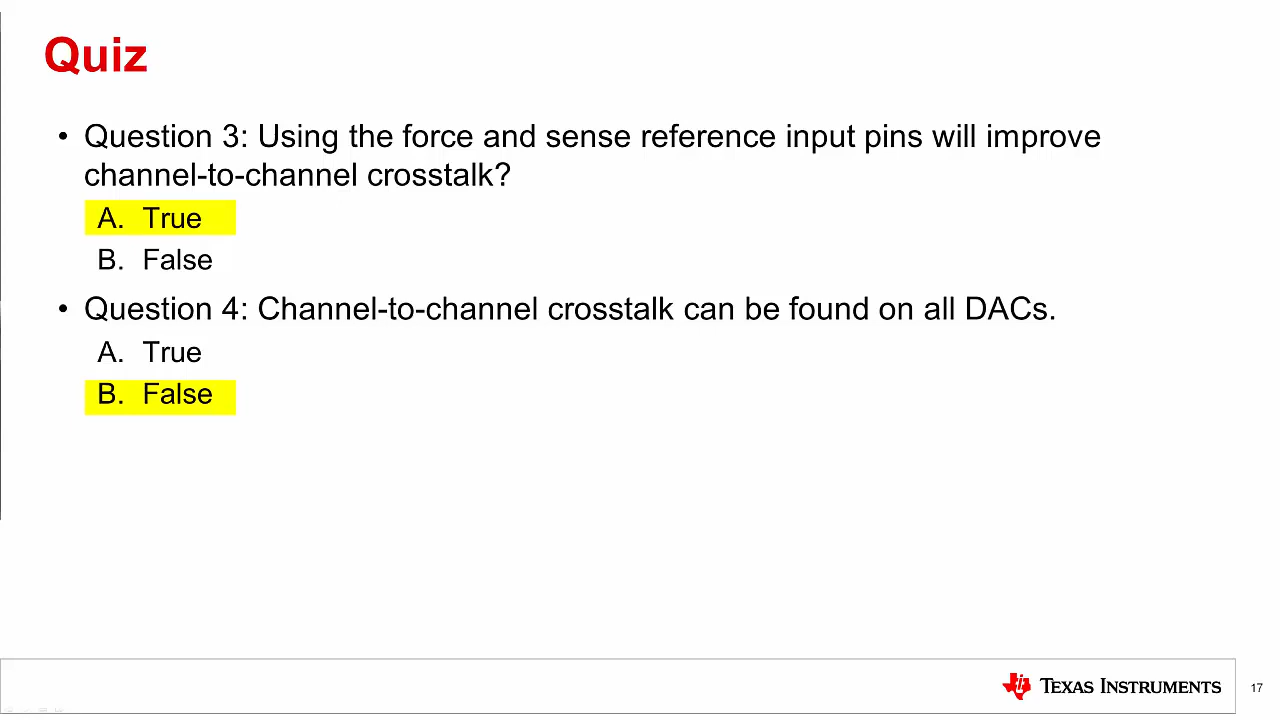 Quiz
• Question 3: Using the force and sense reference input pins will improve
channel-to-channel crosstalk?
A. True
B. False
• Question 4: Channel-to-channel crosstalk can be found on all DACs.
A. True
B. False
TEXAS INSTRUMENTS
17